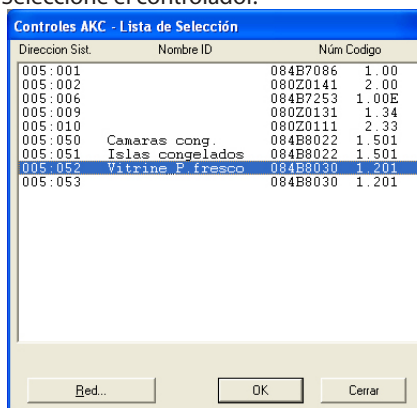 Seleccione el controlador.
Controles AKC - Lista de Selección
Direccion Sist. Nombre ID Núm Codigo
005:001 084B7086 1.00
005:002 080Z0141 2.00
005:006 084B7253 1.00E
005:009 080Z0131 1.34
005:010 080Z0111 2.33
005:050 Camaras cong. 084B8022 1.501
005:051 Islas congelados 084B8022 1.501
005:052 Vitrine P.fresco 084B8030 1.201
005:053 084B8030 1.201
Red... OK Cerrar